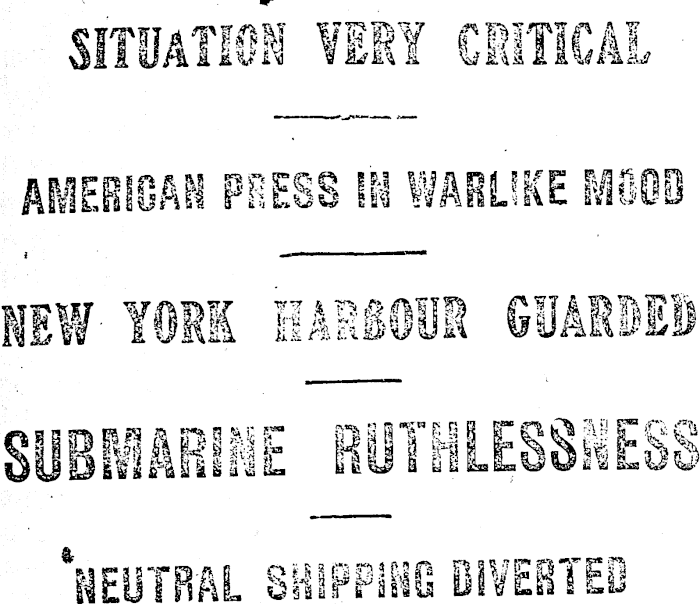 SITUATION VERY CRITICAL
AMERICAN PRESS IN WARLIKE MOOD
NEW YORK HARBOUR GUARDED
SUBMARINE RUTHLESSNESS
NEUTRAL SHIPPING DIVERTED